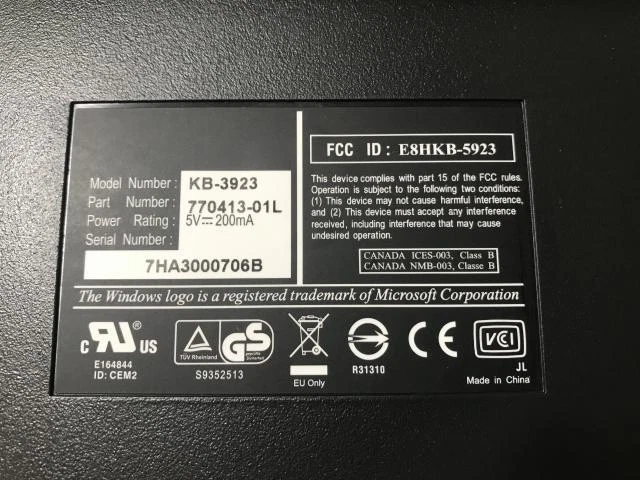 Model Number : KB-3923
Part Number : 770413-01L
Power Rating : 5V⎓200mA
Serial Number :
7HA3000706B
FCC ID : E8HKB-5923
This device complies with part 15 of the FCC rules.
Operation is subject to the following two conditions:
(1) This device may not cause harmful interference,
and (2) This device must accept any interference
received, including interference that may cause
undesired operation.
CANADA ICES-003, Class B
CANADA NMB-003, Classe B
The Windows logo is a registered trademark of Microsoft Corporation
c RU US
E164844
ID: CEM2
TÜV Rheinland
GS
geprüfte
Sicherheit
S9352513
EU Only
R31310
CE
VCI
JL
Made in China